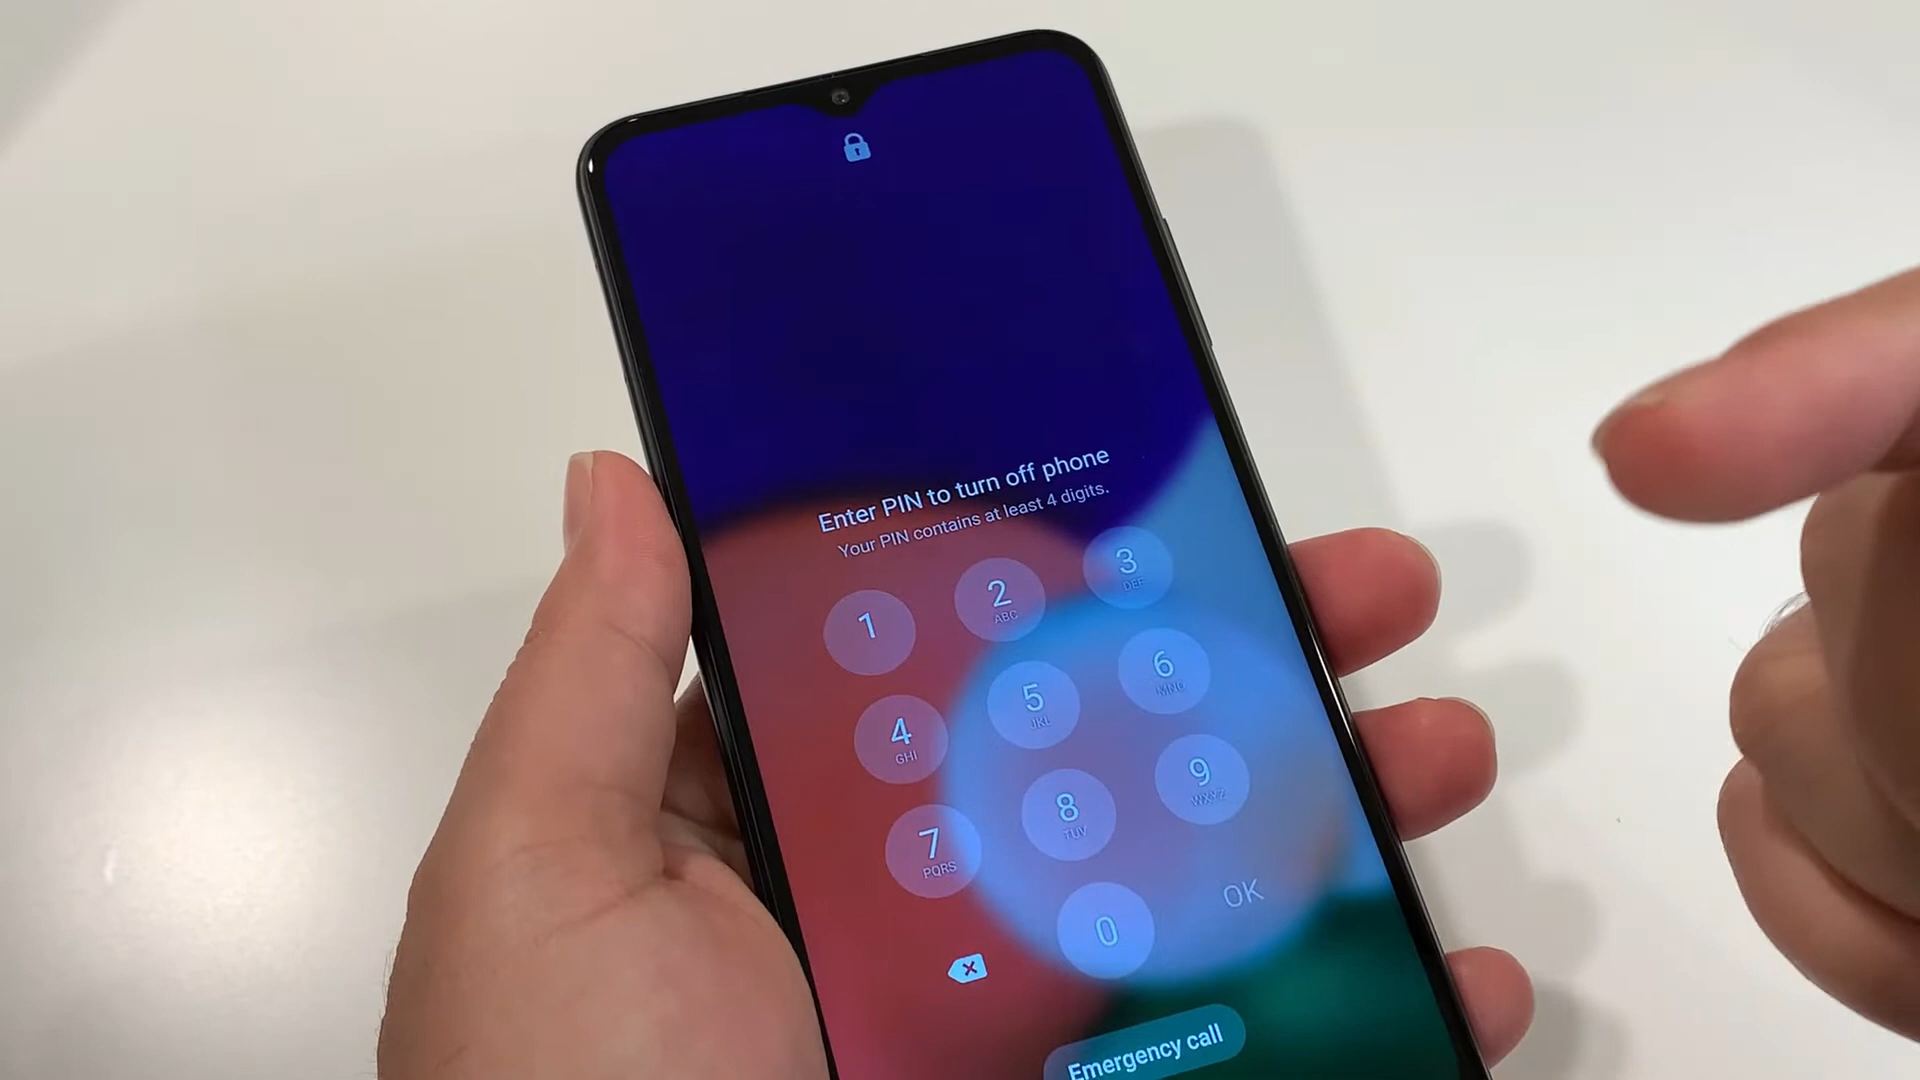 Enter PIN to turn off phone
Your PIN contains at least 4 digits.
1
2
ABC
3
DEF
4
GHI
5
JKL
6
MNO
7
PQRS
8
TUV
9
WXYZ
0
OK
Emergency call